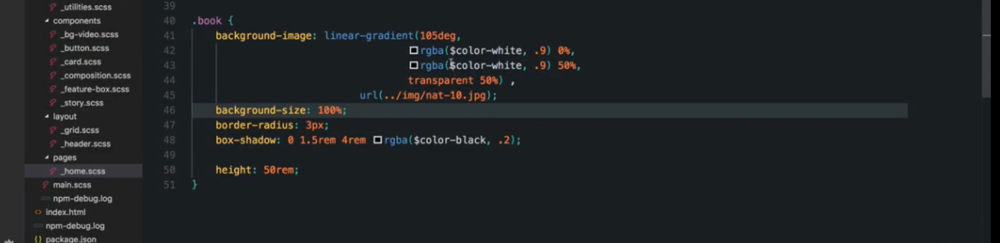 _utilities.scss
components
_bg-video.scss
_button.scss
_card.scss
_composition.scss
_feature-box.scss
_story.scss
layout
_grid.scss
_header.scss
pages
_home.scss
main.scss
npm-debug.log
index.html
npm-debug.log
package.json
39
40 .book {
41 background-image: linear-gradient(105deg,
42 rgba($color-white, .9) 0%,
43 rgba($color-white, .9) 50%,
44 transparent 50%) ,
45 url(../img/nat-10.jpg);
46 background-size: 100%;
47 border-radius: 3px;
48 box-shadow: 0 1.5rem 4rem rgba($color-black, .2);
49
50 height: 50rem;
51 }